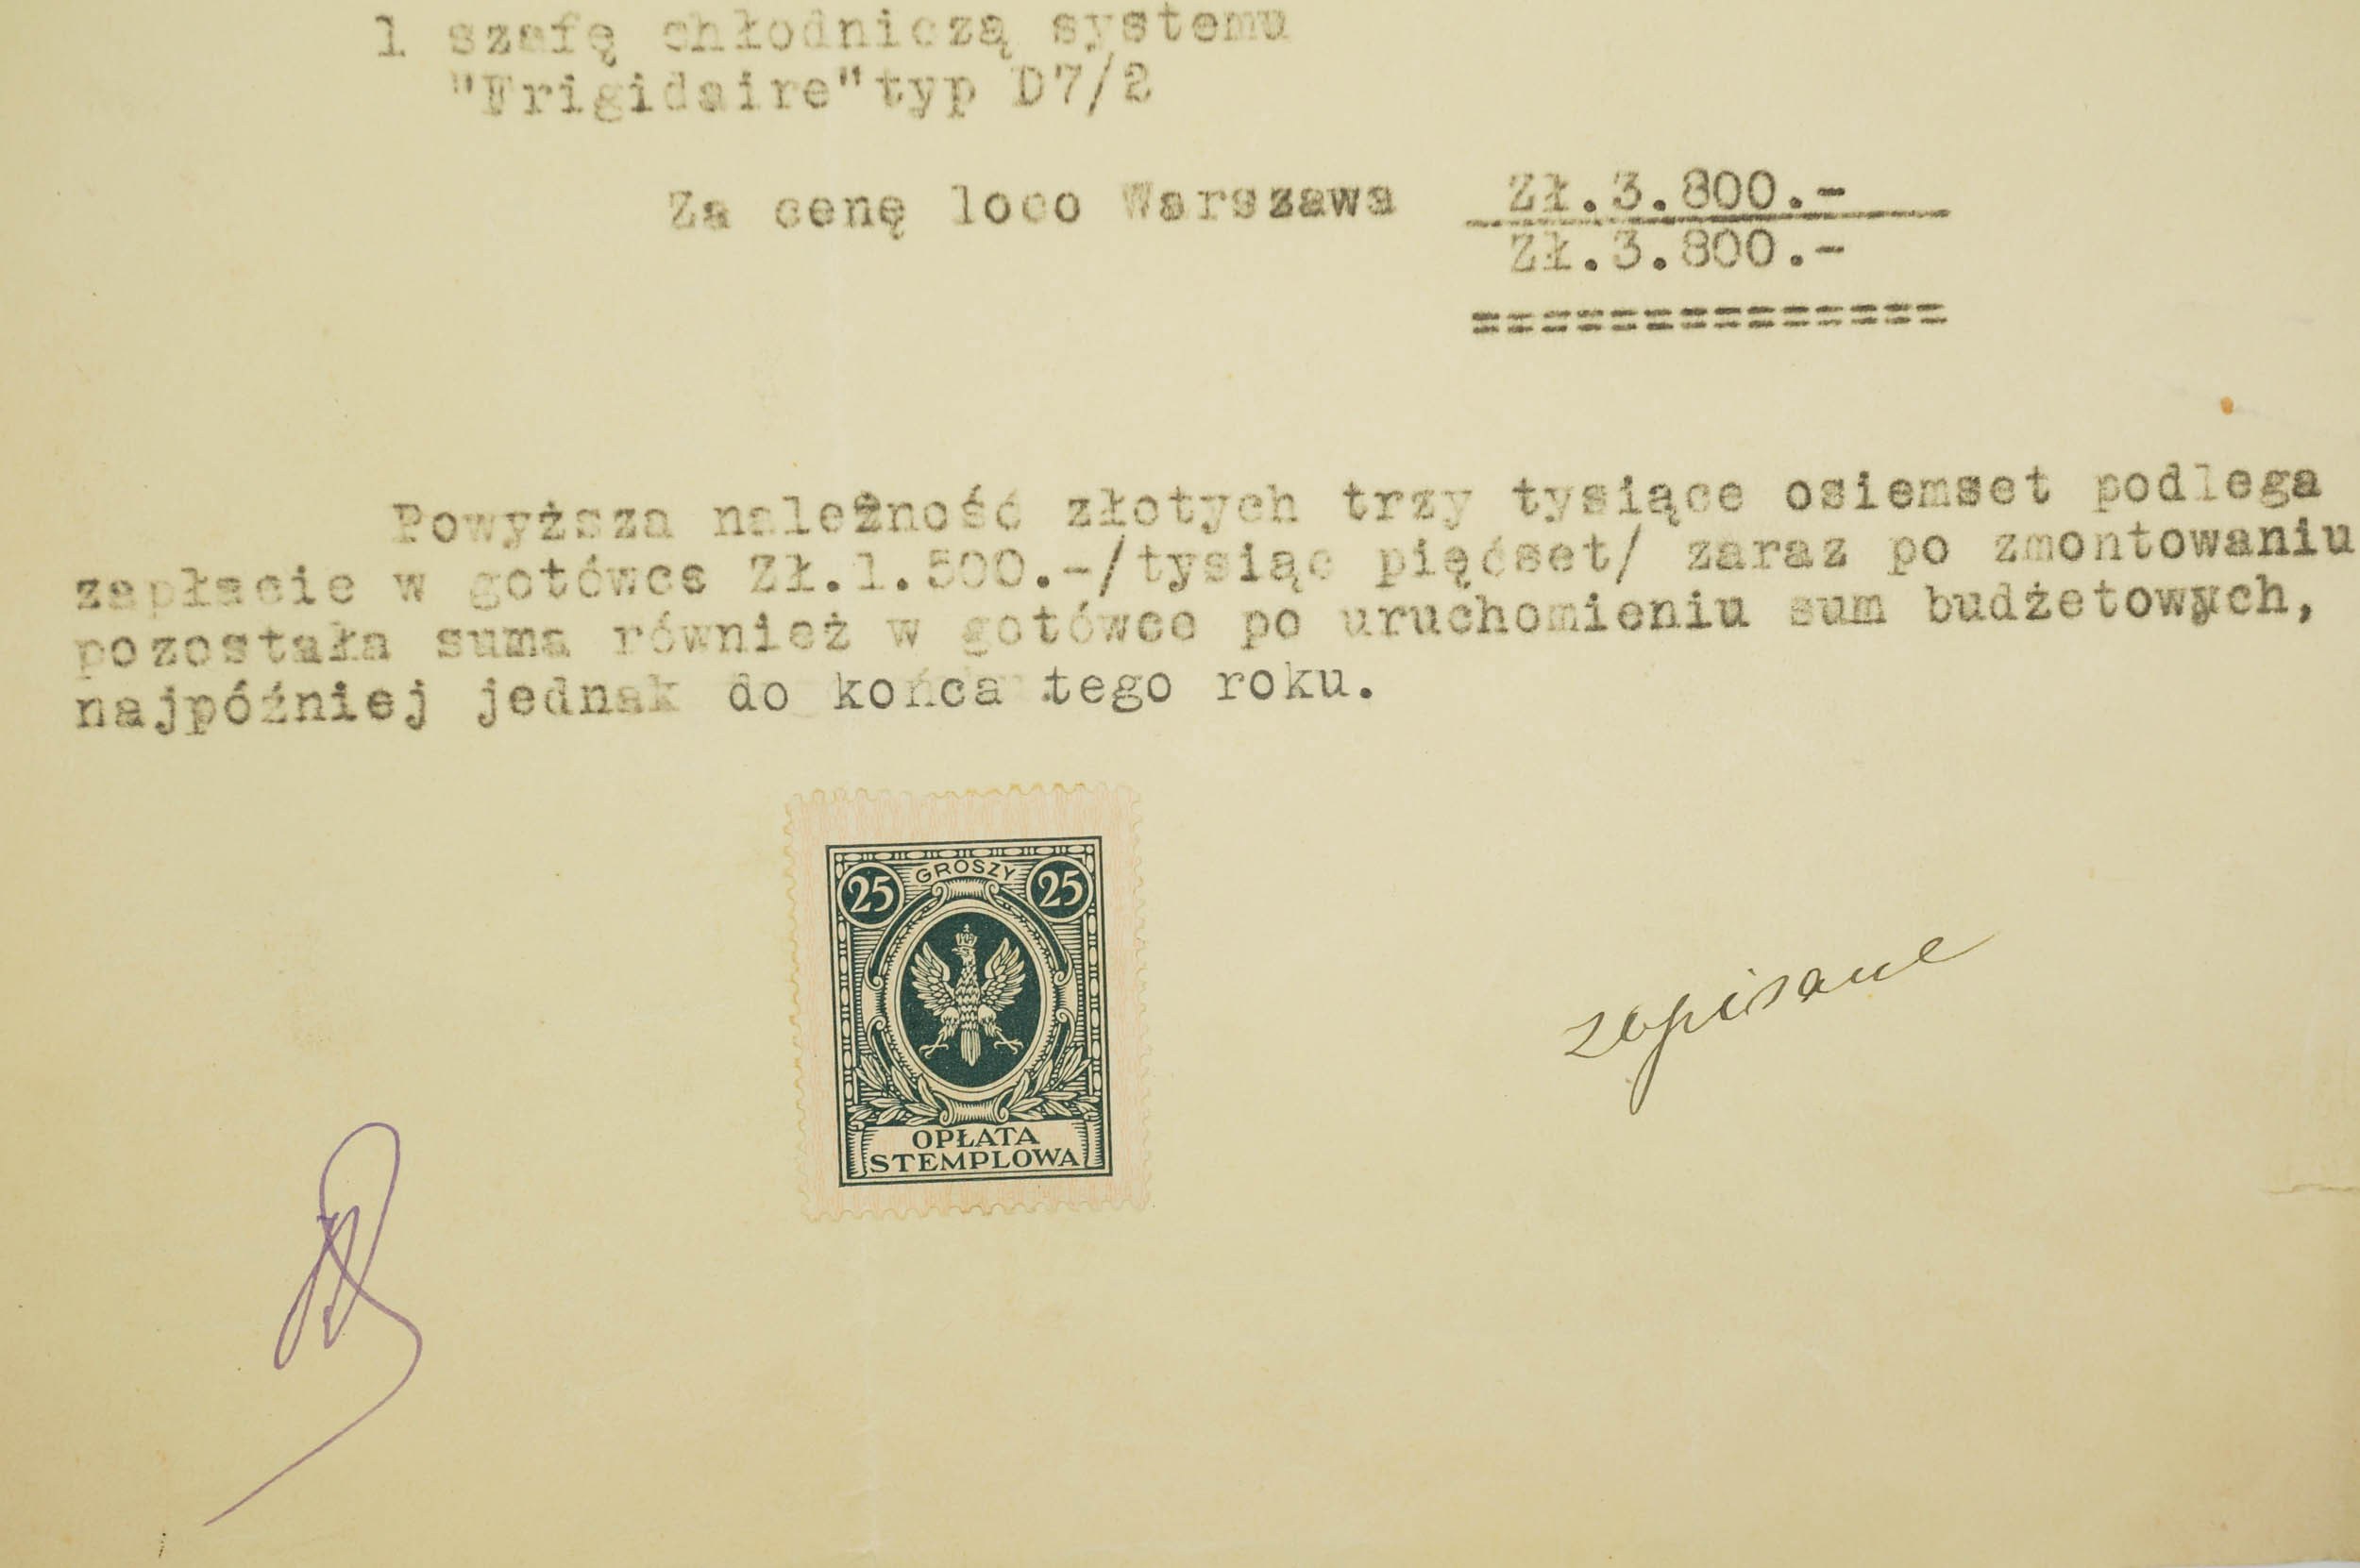 1 szafę chłodniczą systemu
"Frigidaire" typ D7/2
Za cenę loco Warszawa Zł.3.800.-
Zł.3.800.-
==============
Powyższa należność złotych trzy tysiące osiemset podlega
zapłacie w gotówce Zł.1.500.-/tysiąc pięćset/ zaraz po zmontowaniu
pozostała suma również w gotówce po uruchomieniu sum budżetowych,
najpóźniej jednak do końca tego roku.
25 GROSZY 25
OPŁATA
STEMPLOWA
zapisane